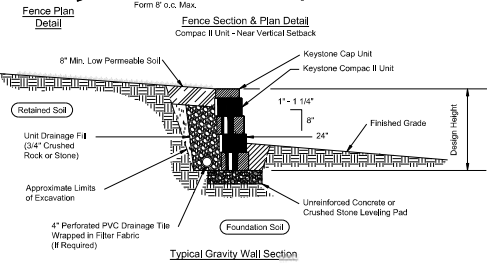 Form 8' o.c. Max.
Fence Plan
Detail
Fence Section & Plan Detail
Compac II Unit - Near Vertical Setback
Keystone Cap Unit
8" Min. Low Permeable Soil
Keystone Compac II Unit
1" - 1 1/4"
8"
Retained Soil
Finished Grade
Design Height
24"
Unit Drainage Fill
(3/4" Crushed
Rock or Stone)
Approximate Limits
of Excavation
Unreinforced Concrete or
Crushed Stone Leveling Pad
4" Perforated PVC Drainage Tile
Wrapped in Filter Fabric
(If Required)
Foundation Soil
Typical Gravity Wall Section